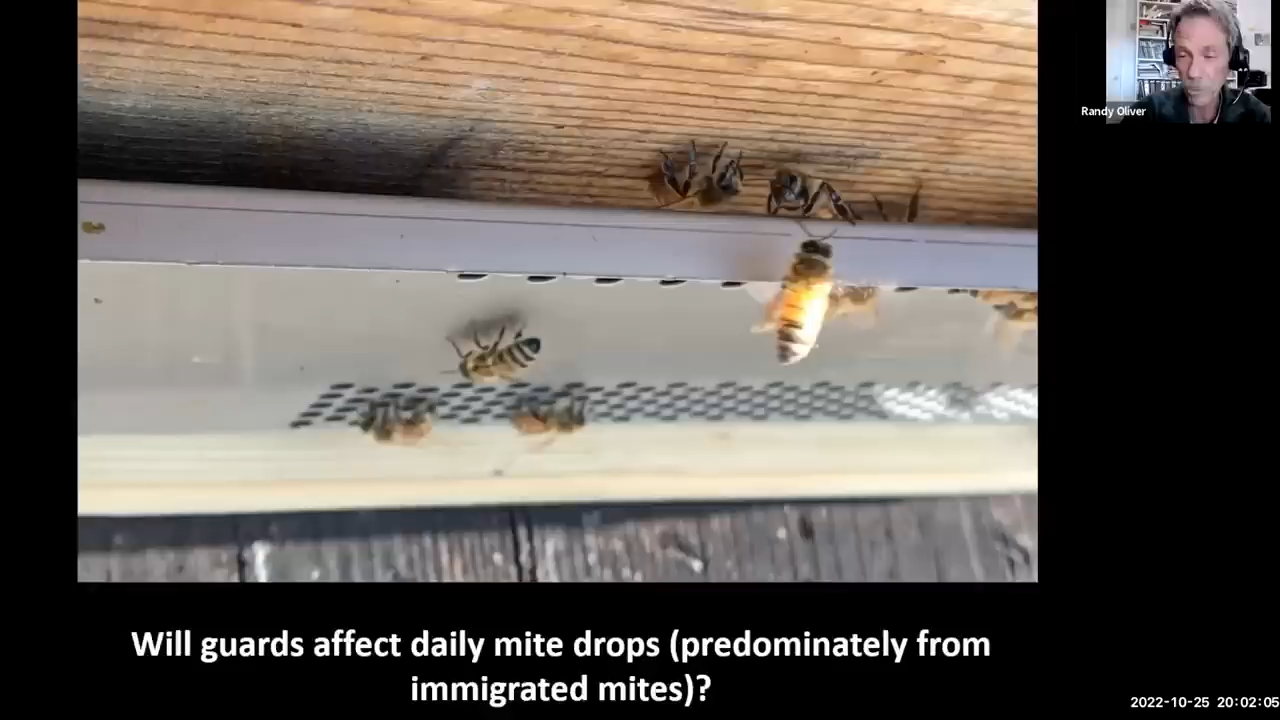 Randy Oliver
Will guards affect daily mite drops (predominately from
immigrated mites)?
2022-10-25 20:02:05